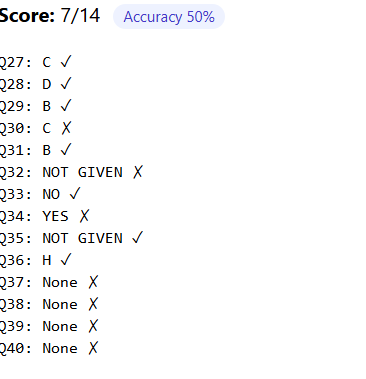 Score: 7/14 Accuracy 50%
Q27: C ✓
Q28: D ✓
Q29: B ✓
Q30: C ✗
Q31: B ✓
Q32: NOT GIVEN ✗
Q33: NO ✓
Q34: YES ✗
Q35: NOT GIVEN ✓
Q36: H ✓
Q37: None ✗
Q38: None ✗
Q39: None ✗
Q40: None ✗